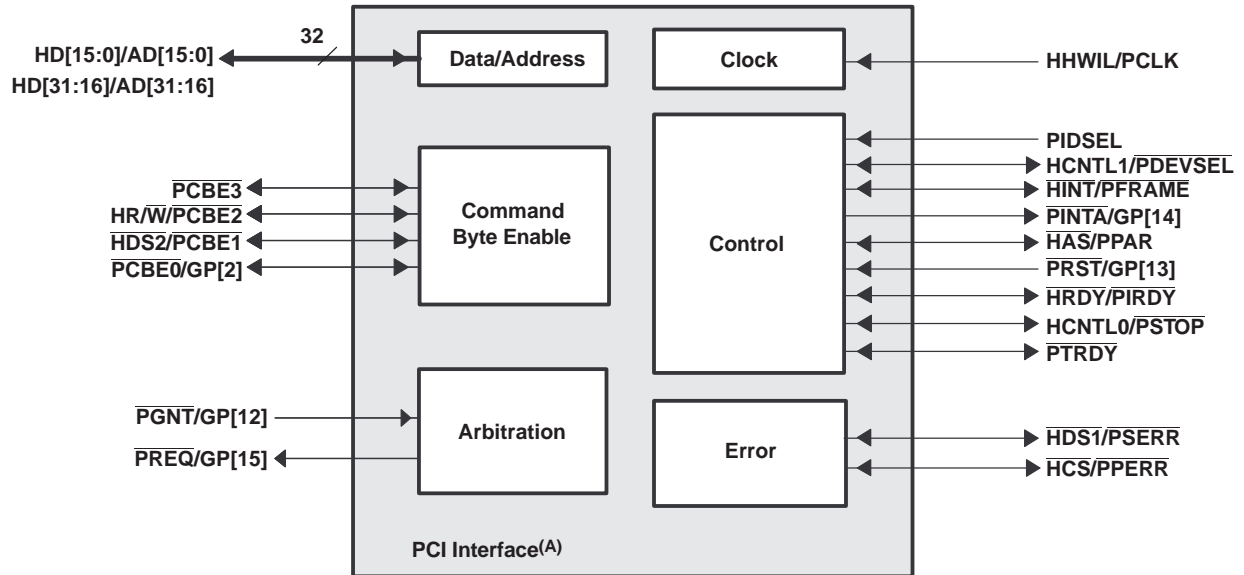 32
HD[15:0]/AD[15:0]
HD[31:16]/AD[31:16]
Data/Address
Clock
HHWIL/PCLK
PCBE3
HR/W/PCBE2
HDS2/PCBE1
PCBE0/GP[2]
Command
Byte Enable
Control
PIDSEL
HCNTL1/PDEVSEL
HINT/PFRAME
PINTA/GP[14]
HAS/PPAR
PRST/GP[13]
HRDY/PIRDY
HCNTL0/PSTOP
PTRDY
PGNT/GP[12]
PREQ/GP[15]
Arbitration
Error
HDS1/PSERR
HCS/PPERR
PCI Interface(A)